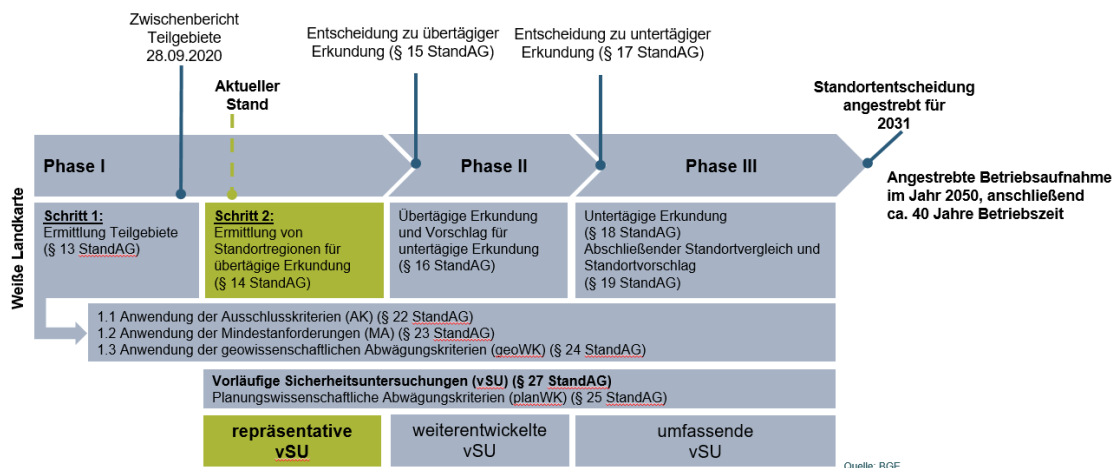 Zwischenbericht
Teilgebiete
28.09.2020
Aktueller
Stand
Entscheidung zu übertägiger
Erkundung (§ 15 StandAG)
Entscheidung zu untertägiger
Erkundung (§ 17 StandAG)
Standortentscheidung
angestrebt für
2031
Angestrebte Betriebsaufnahme
im Jahr 2050, anschließend
ca. 40 Jahre Betriebszeit
Weiße Landkarte
Phase I
Phase II
Phase III
Schritt 1:
Ermittlung Teilgebiete
(§ 13 StandAG)
Schritt 2:
Ermittlung von
Standortregionen für
übertägige Erkundung
(§ 14 StandAG)
Übertägige Erkundung
und Vorschlag für
untertägige Erkundung
(§ 16 StandAG)
Untertägige Erkundung
(§ 18 StandAG)
Abschließender Standortvergleich und
Standortvorschlag
(§ 19 StandAG)
1.1 Anwendung der Ausschlusskriterien (AK) (§ 22 StandAG)
1.2 Anwendung der Mindestanforderungen (MA) (§ 23 StandAG)
1.3 Anwendung der geowissenschaftlichen Abwägungskriterien (geoWK) (§ 24 StandAG)
Vorläufige Sicherheitsuntersuchungen (vSU) (§ 27 StandAG)
Planungswissenschaftliche Abwägungskriterien (planWK) (§ 25 StandAG)
repräsentative
vSU
weiterentwickelte
vSU
umfassende
vSU
Quelle: BGE